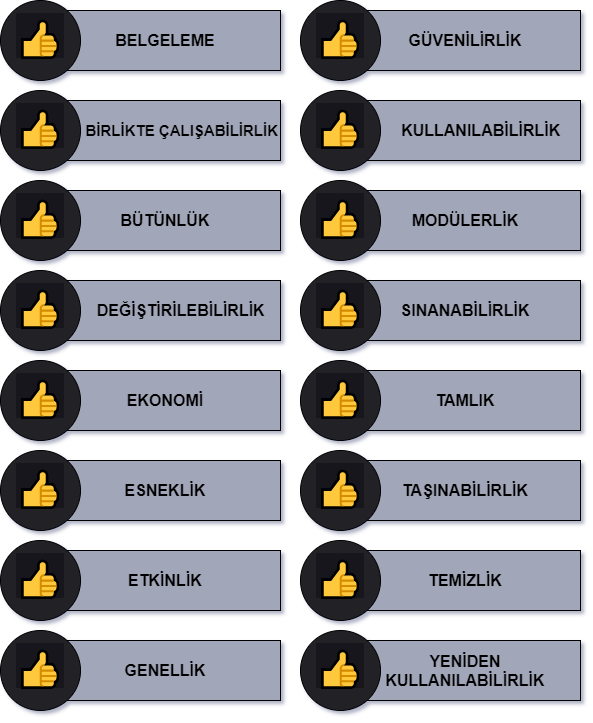 BELGELEME
BİRLİKTE ÇALIŞABİLİRLİK
BÜTÜNLÜK
DEĞİŞTİRİLEBİLİRLİK
EKONOMİ
ESNEKLİK
ETKİNLİK
GENELLİK
GÜVENİLİRLİK
KULLANILABİLİRLİK
MODÜLERLİK
SINANABİLİRLİK
TAMLIK
TAŞINABİLİRLİK
TEMİZLİK
YENİDEN
KULLANILABİLİRLİK